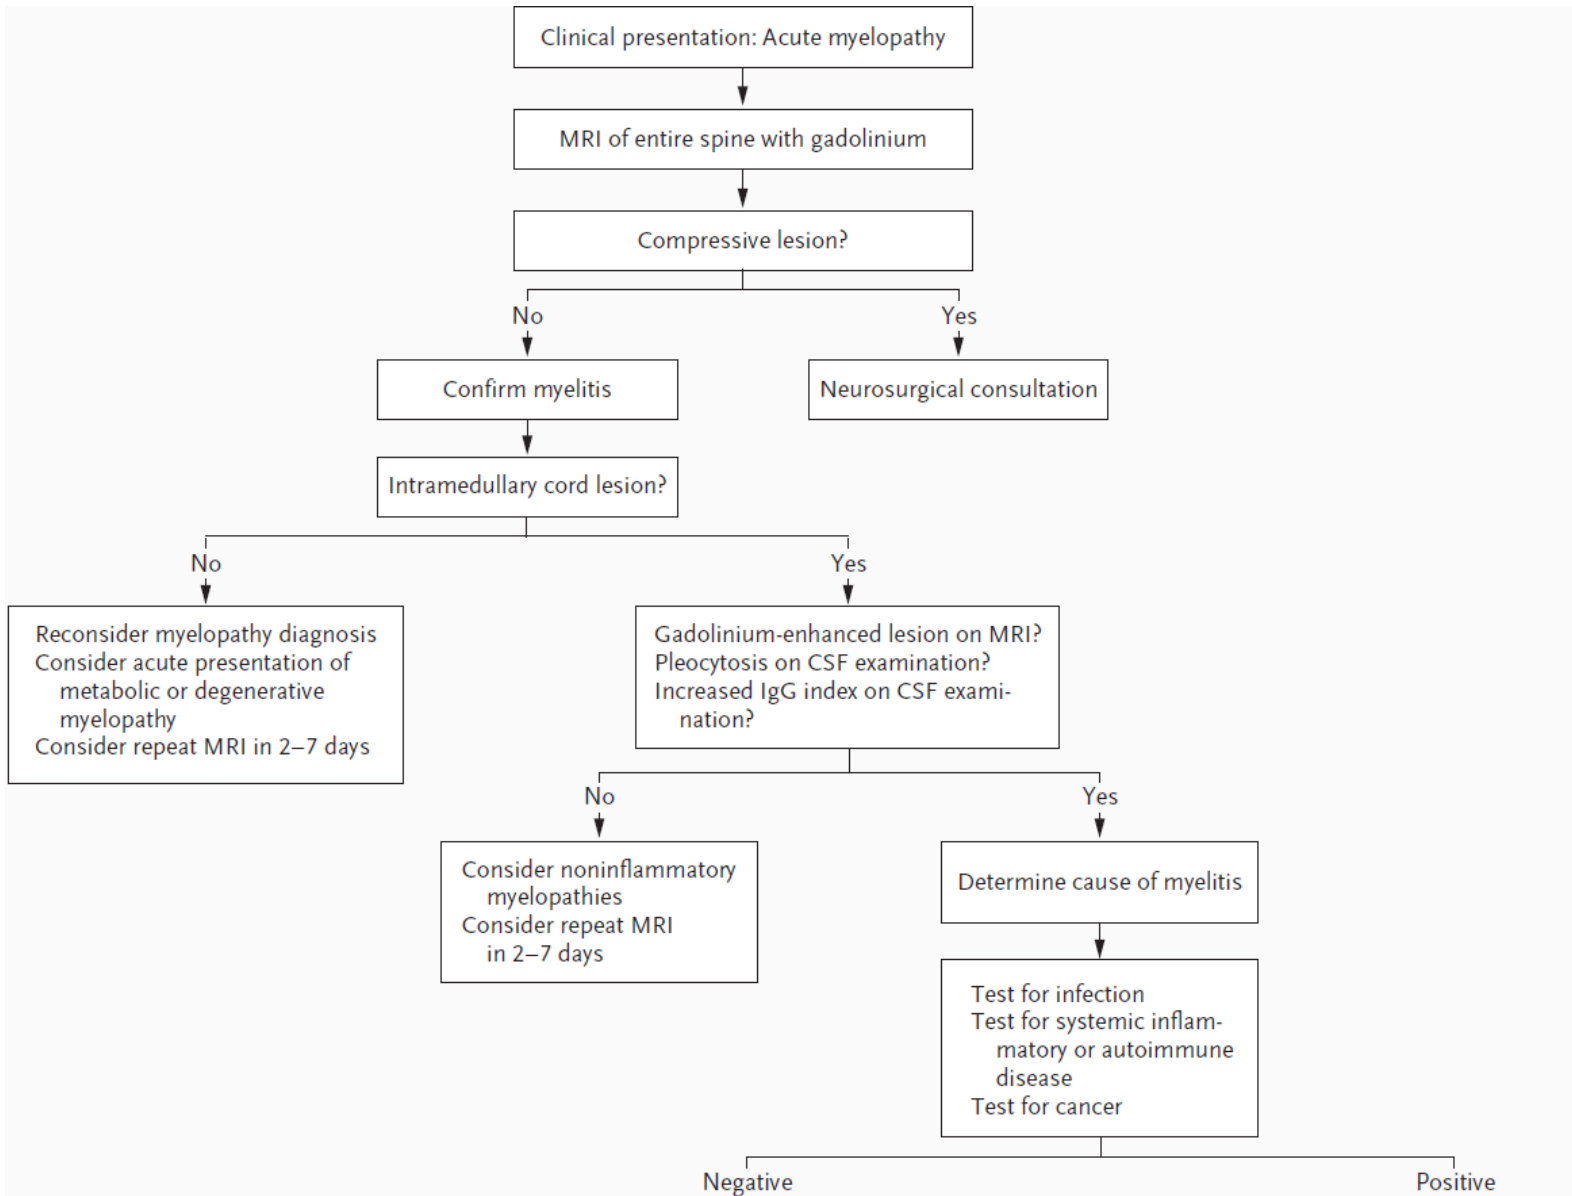 Clinical presentation: Acute myelopathy
MRI of entire spine with gadolinium
Compressive lesion?
No
Yes
Confirm myelitis
Neurosurgical consultation
Intramedullary cord lesion?
No
Yes
Reconsider myelopathy diagnosis
Consider acute presentation of
metabolic or degenerative
myelopathy
Consider repeat MRI in 2–7 days
Gadolinium-enhanced lesion on MRI?
Pleocytosis on CSF examination?
Increased IgG index on CSF exami-
nation?
No
Yes
Consider noninflammatory
myelopathies
Consider repeat MRI
in 2–7 days
Determine cause of myelitis
Test for infection
Test for systemic inflam-
matory or autoimmune
disease
Test for cancer
Negative
Positive